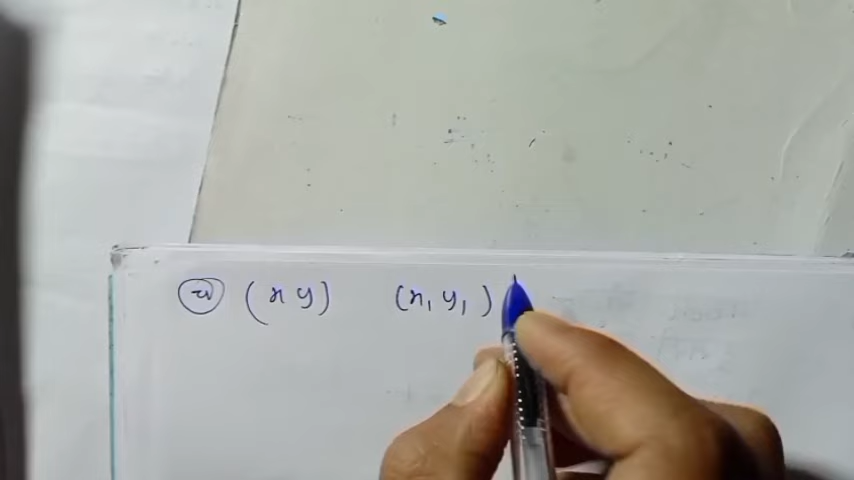 (x y) (x₁ y₁)